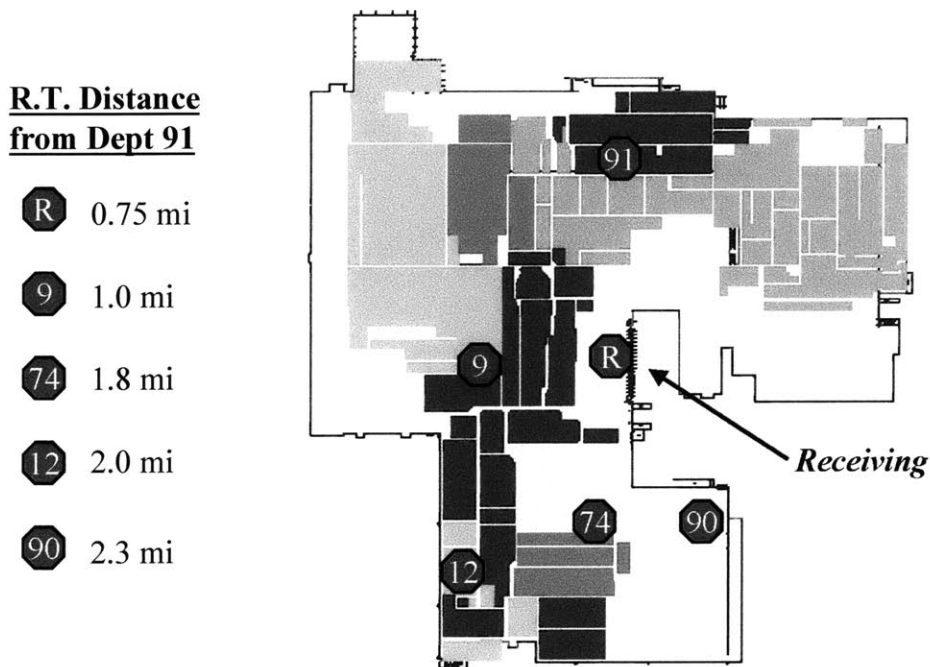 R.T. Distance
from Dept 91
R 0.75 mi
9 1.0 mi
74 1.8 mi
12 2.0 mi
90 2.3 mi
91
9
R
Receiving
74
90
12